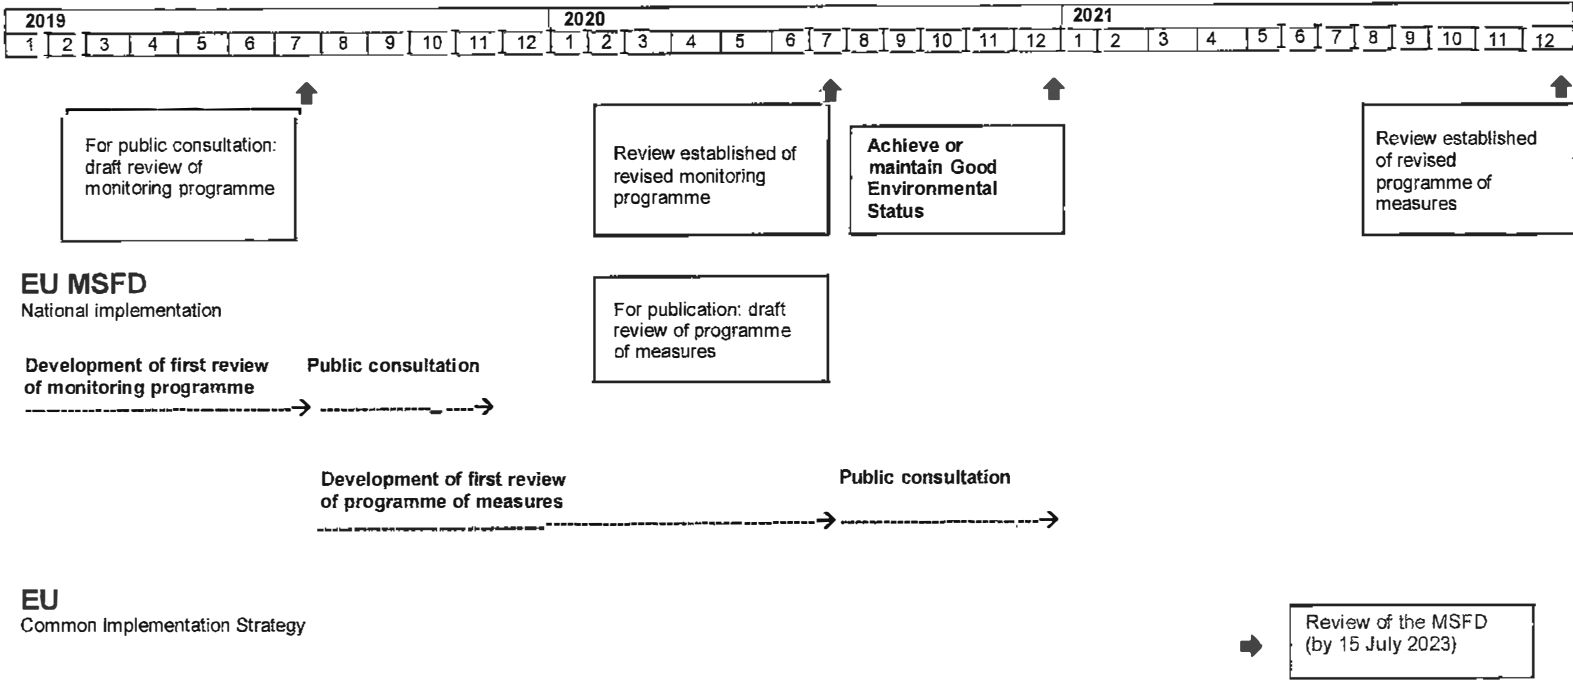 2019 2020 2021
1 2 3 4 5 6 7 8 9 10 11 12 1 2 3 4 5 6 7 8 9 10 11 12 1 2 3 4 5 6 7 8 9 10 11 12
For public consultation:
draft review of
monitoring programme
Review established of
revised monitoring
programme
Achieve or
maintain Good
Environmental
Status
Review established
of revised
programme of
measures
EU MSFD
National implementation
For publication: draft
review of programme
of measures
Development of first review
of monitoring programme
Public consultation
Development of first review
of programme of measures
Public consultation
EU
Common Implementation Strategy
Review of the MSFD
(by 15 July 2023)